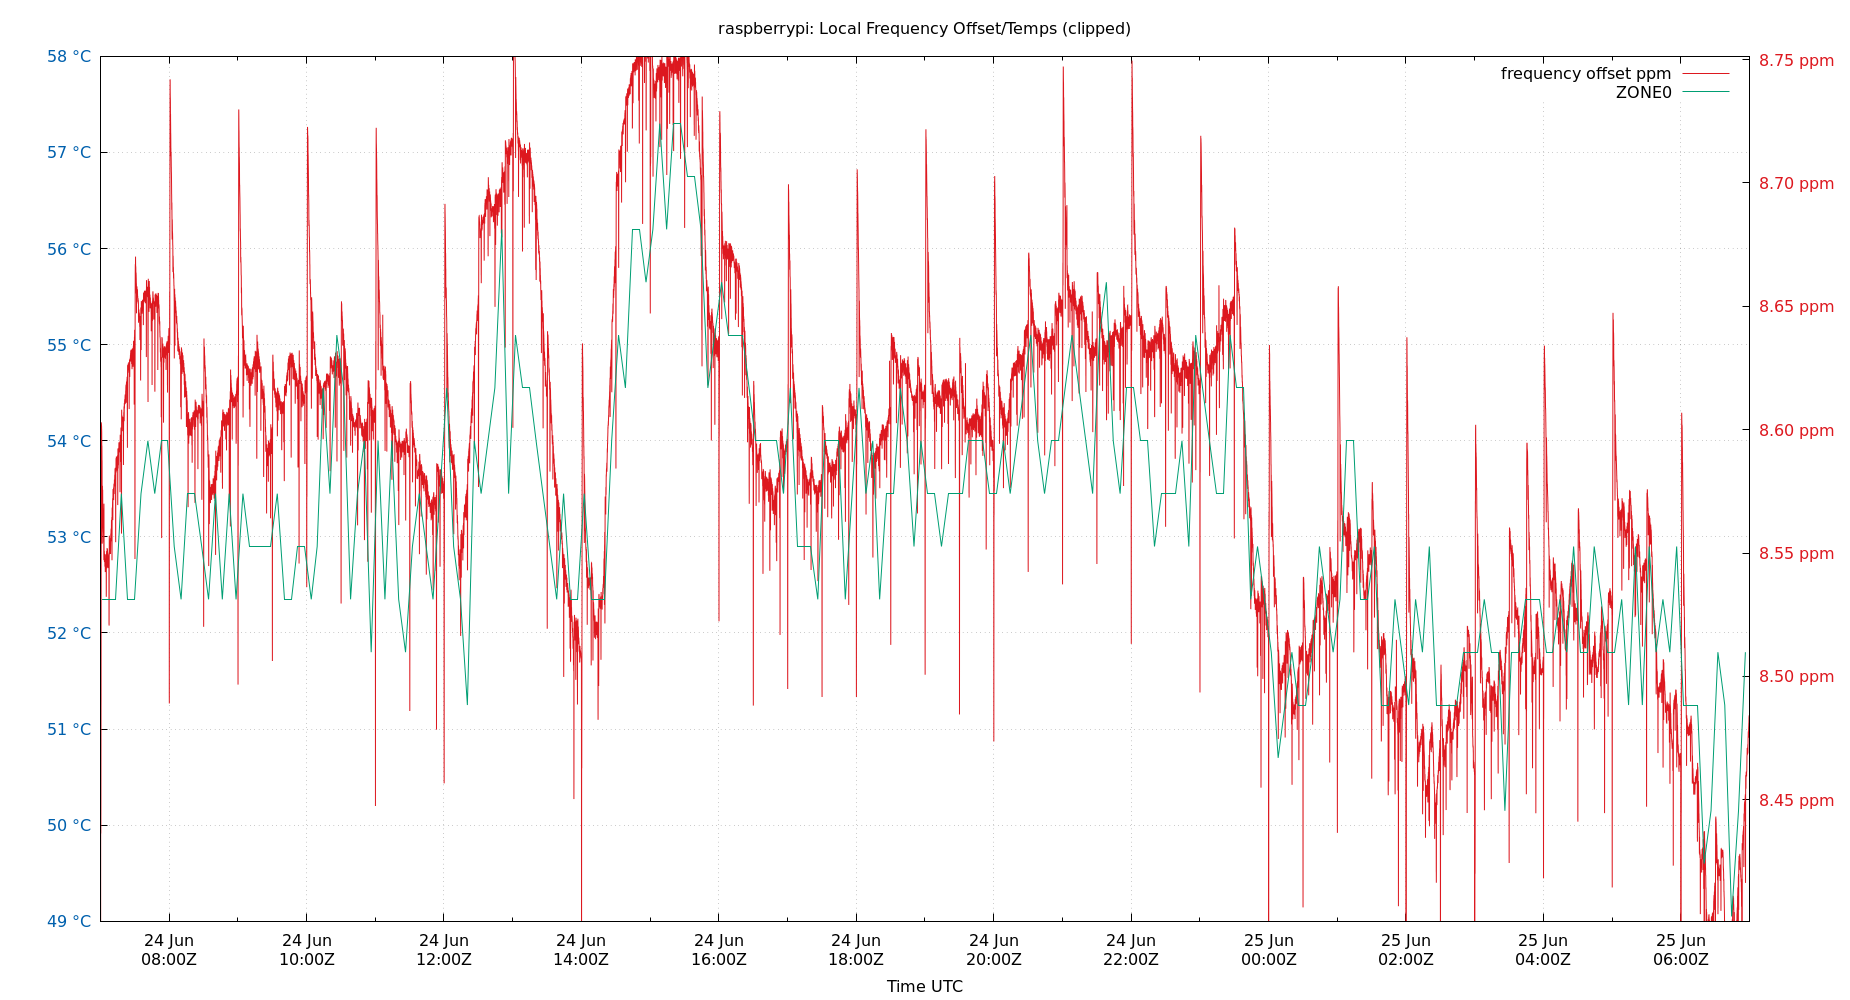 raspberrypi: Local Frequency Offset/Temps (clipped)
58 °C
57 °C
56 °C
55 °C
54 °C
53 °C
52 °C
51 °C
50 °C
49 °C
8.75 ppm
8.70 ppm
8.65 ppm
8.60 ppm
8.55 ppm
8.50 ppm
8.45 ppm
frequency offset ppm
ZONE0
24 Jun
08:00Z
24 Jun
10:00Z
24 Jun
12:00Z
24 Jun
14:00Z
24 Jun
16:00Z
24 Jun
18:00Z
24 Jun
20:00Z
24 Jun
22:00Z
25 Jun
00:00Z
25 Jun
02:00Z
25 Jun
04:00Z
25 Jun
06:00Z
Time UTC